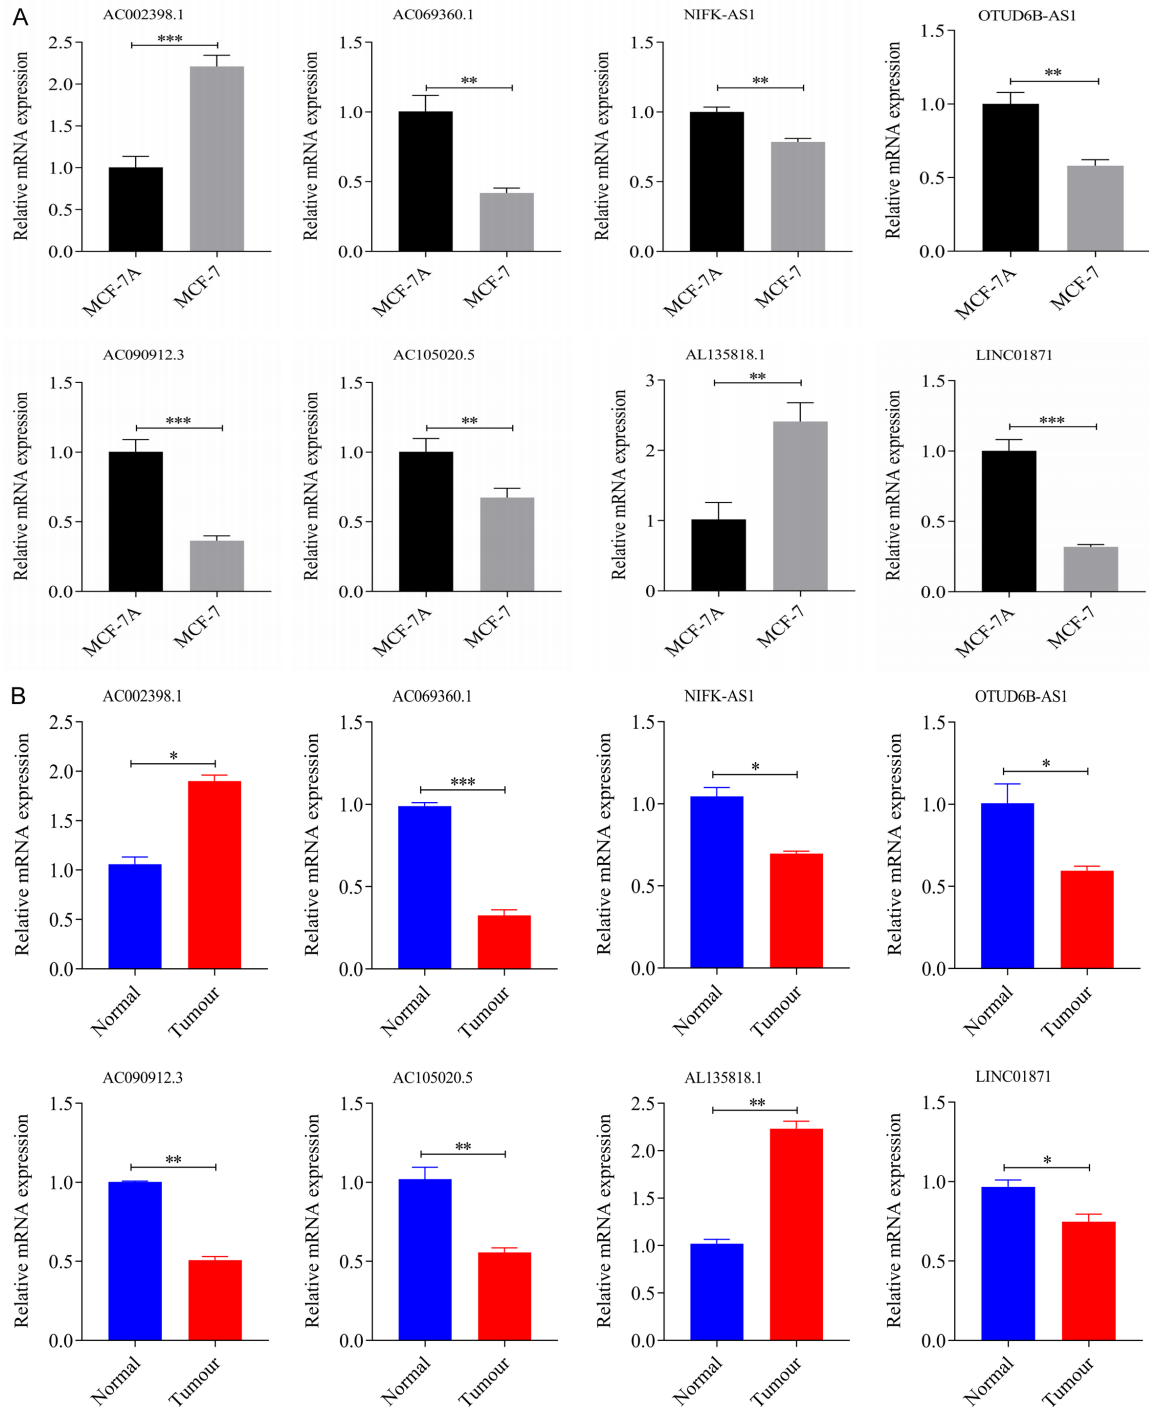 A
AC002398.1
Relative mRNA expression
2.5
2.0
1.5
1.0
0.5
0.0
***
MCF-7A
MCF-7
AC069360.1
Relative mRNA expression
1.5
1.0
0.5
0.0
**
MCF-7A
MCF-7
NIFK-AS1
Relative mRNA expression
1.5
1.0
0.5
0.0
**
MCF-7A
MCF-7
OTUD6B-AS1
Relative mRNA expression
1.5
1.0
0.5
0.0
**
MCF-7A
MCF-7
AC090912.3
Relative mRNA expression
1.5
1.0
0.5
0.0
***
MCF-7A
MCF-7
AC105020.5
Relative mRNA expression
1.5
1.0
0.5
0.0
**
MCF-7A
MCF-7
AL135818.1
Relative mRNA expression
3
2
1
0
**
MCF-7A
MCF-7
LINC01871
Relative mRNA expression
1.5
1.0
0.5
0.0
***
MCF-7A
MCF-7
B
AC002398.1
Relative mRNA expression
2.5
2.0
1.5
1.0
0.5
0.0
*
Normal
Tumour
AC069360.1
Relative mRNA expression
1.5
1.0
0.5
0.0
***
Normal
Tumour
NIFK-AS1
Relative mRNA expression
1.5
1.0
0.5
0.0
*
Normal
Tumour
OTUD6B-AS1
Relative mRNA expression
1.5
1.0
0.5
0.0
*
Normal
Tumour
AC090912.3
Relative mRNA expression
1.5
1.0
0.5
0.0
**
Normal
Tumour
AC105020.5
Relative mRNA expression
1.5
1.0
0.5
0.0
**
Normal
Tumour
AL135818.1
Relative mRNA expression
2.5
2.0
1.5
1.0
0.5
0.0
**
Normal
Tumour
LINC01871
Relative mRNA expression
1.5
1.0
0.5
0.0
*
Normal
Tumour